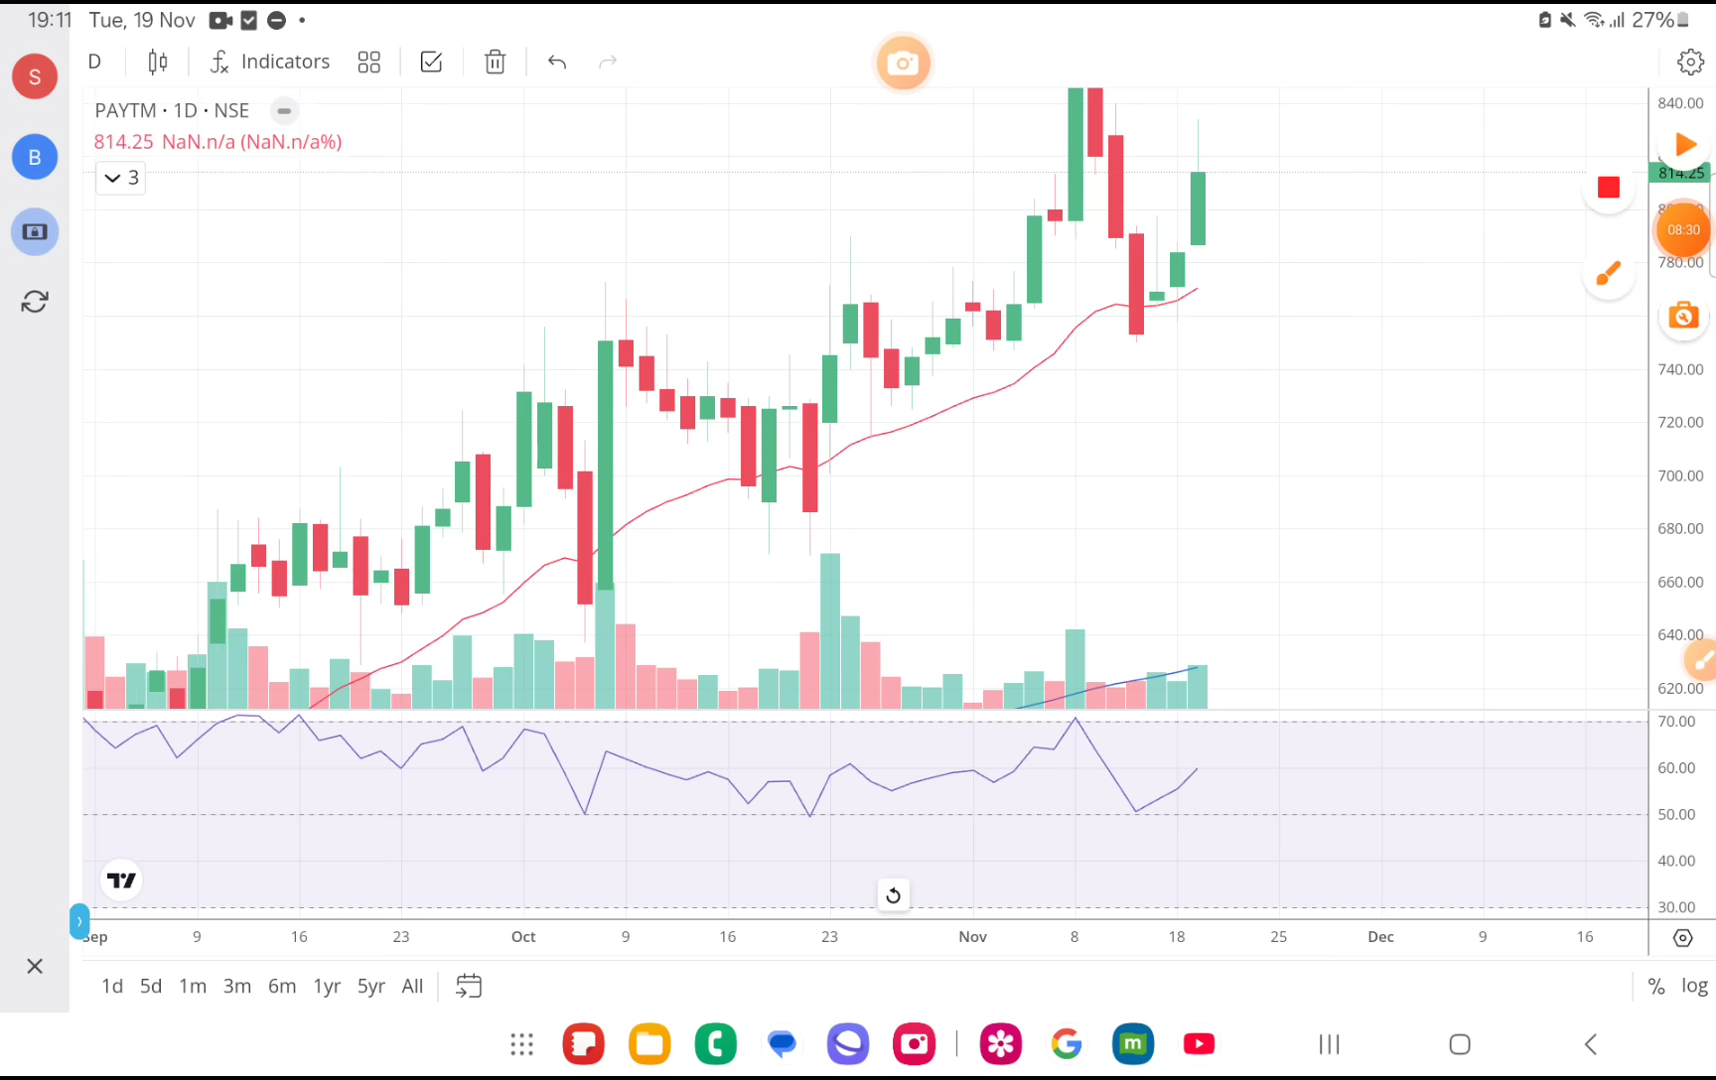 19:11 Tue, 19 Nov 27%
S
B
D Indicators
PAYTM · 1D · NSE
814.25 NaN.n/a (NaN.n/a%)
3
840.00
814.25
08:30
780.00
740.00
720.00
700.00
680.00
660.00
640.00
620.00
70.00
60.00
50.00
40.00
30.00
Sep 9 16 23 Oct 9 16 23 Nov 8 18 25 Dec 9 16
1d 5d 1m 3m 6m 1yr 5yr All % log
m